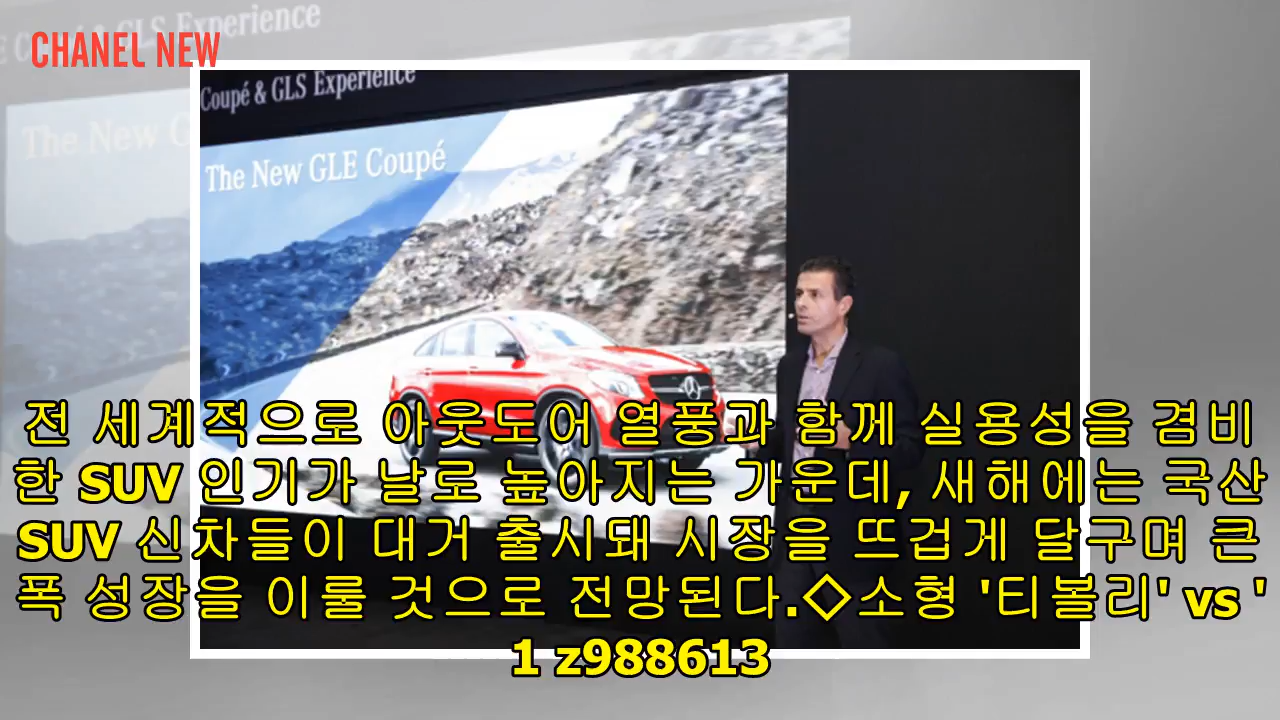 E C & GLS Experience
CHANEL NEW
The New G
Coupé & GLS Experience
The New GLE Coupé
전 세계적으로 아웃도어 열풍과 함께 실용성을 겸비
한 SUV 인기가 날로 높아지는 가운데, 새해에는 국산
SUV 신차들이 대거 출시돼 시장을 뜨겁게 달구며 큰
폭 성장을 이룰 것으로 전망된다.◇소형 '티볼리' vs '
1 z988613